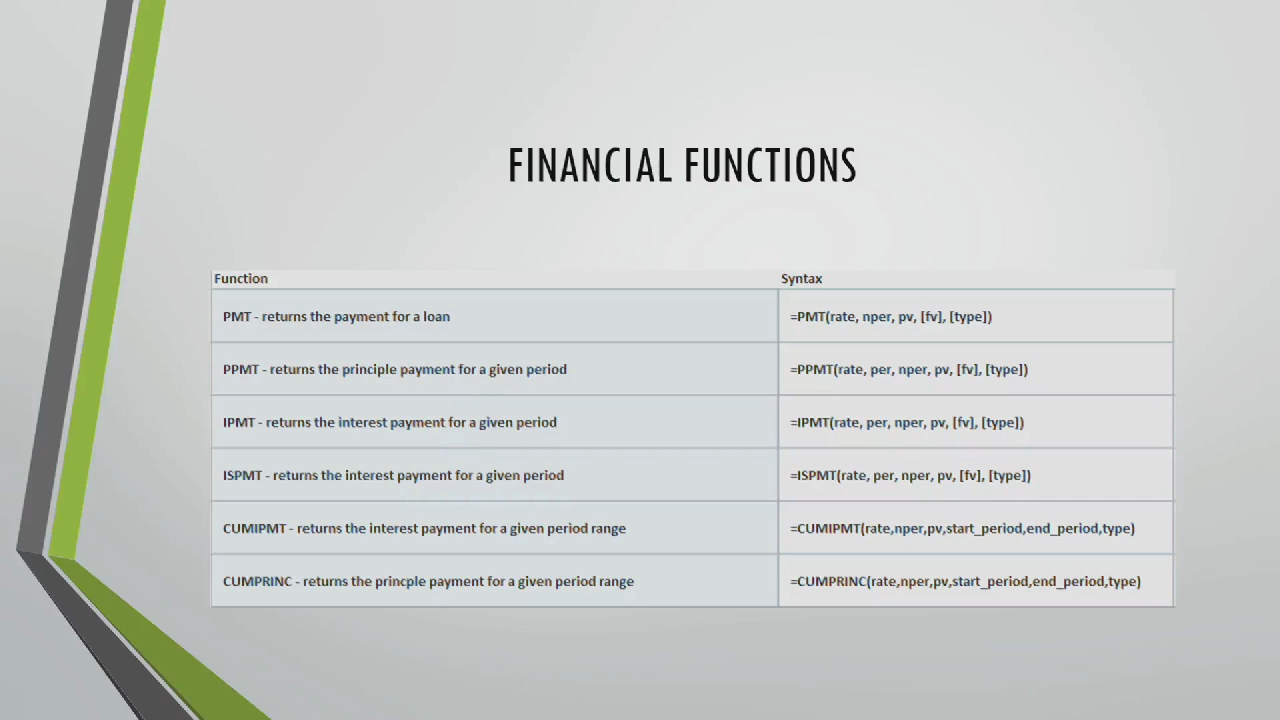 FINANCIAL FUNCTIONS
Function Syntax
PMT - returns the payment for a loan =PMT(rate, nper, pv, [fv], [type])
PPMT - returns the principle payment for a given period =PPMT(rate, per, nper, pv, [fv], [type])
IPMT - returns the interest payment for a given period =IPMT(rate, per, nper, pv, [fv], [type])
ISPMT - returns the interest payment for a given period =ISPMT(rate, per, nper, pv, [fv], [type])
CUMIPMT - returns the interest payment for a given period range =CUMIPMT(rate,nper,pv,start_period,end_period,type)
CUMPRINC - returns the princple payment for a given period range =CUMPRINC(rate,nper,pv,start_period,end_period,type)